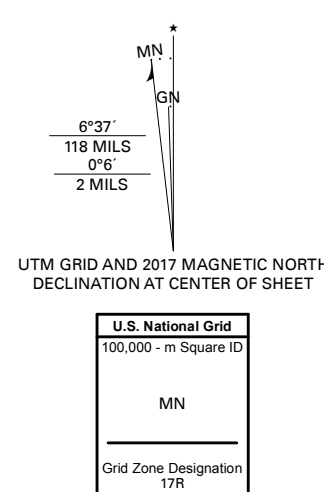 ★
MN
GN
6°37´
118 MILS
0°6´
2 MILS
UTM GRID AND 2017 MAGNETIC NORTH
DECLINATION AT CENTER OF SHEET
U.S. National Grid
100,000 - m Square ID
MN
Grid Zone Designation
17R